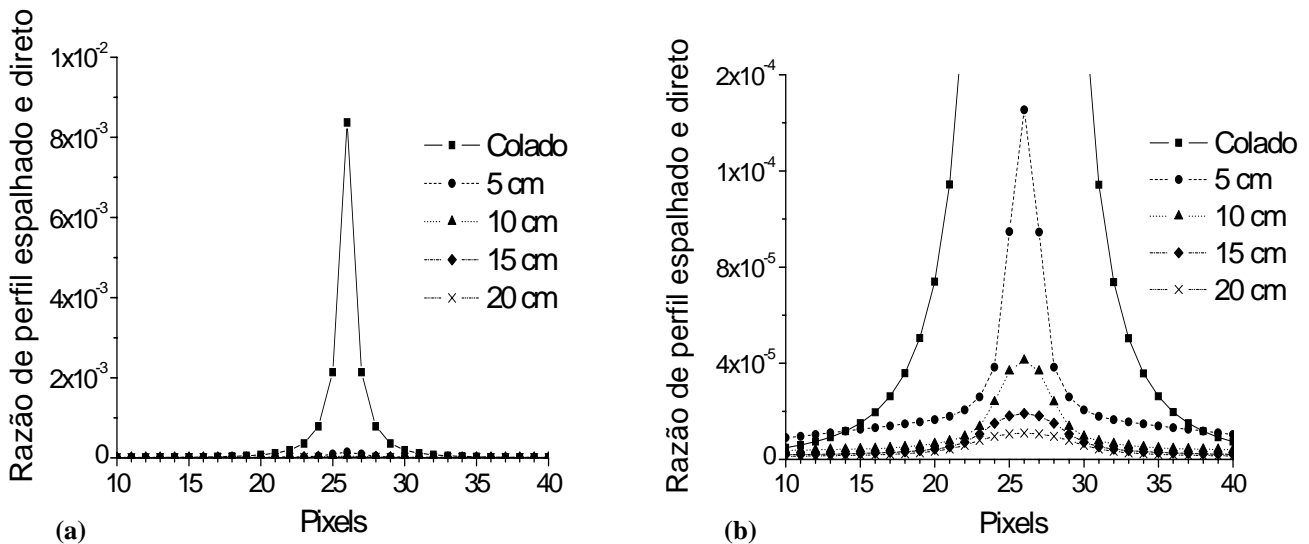 Razão de perfil espalhado e direto
1x10-2
8x10-3
6x10-3
4x10-3
2x10-3
0
10 15 20 25 30 35 40
Pixels
Colado
5 cm
10 cm
15 cm
20 cm
(a)
Razão de perfil espalhado e direto
2x10-4
1x10-4
8x10-5
4x10-5
0
10 15 20 25 30 35 40
Pixels
Colado
5 cm
10 cm
15 cm
20 cm
(b)